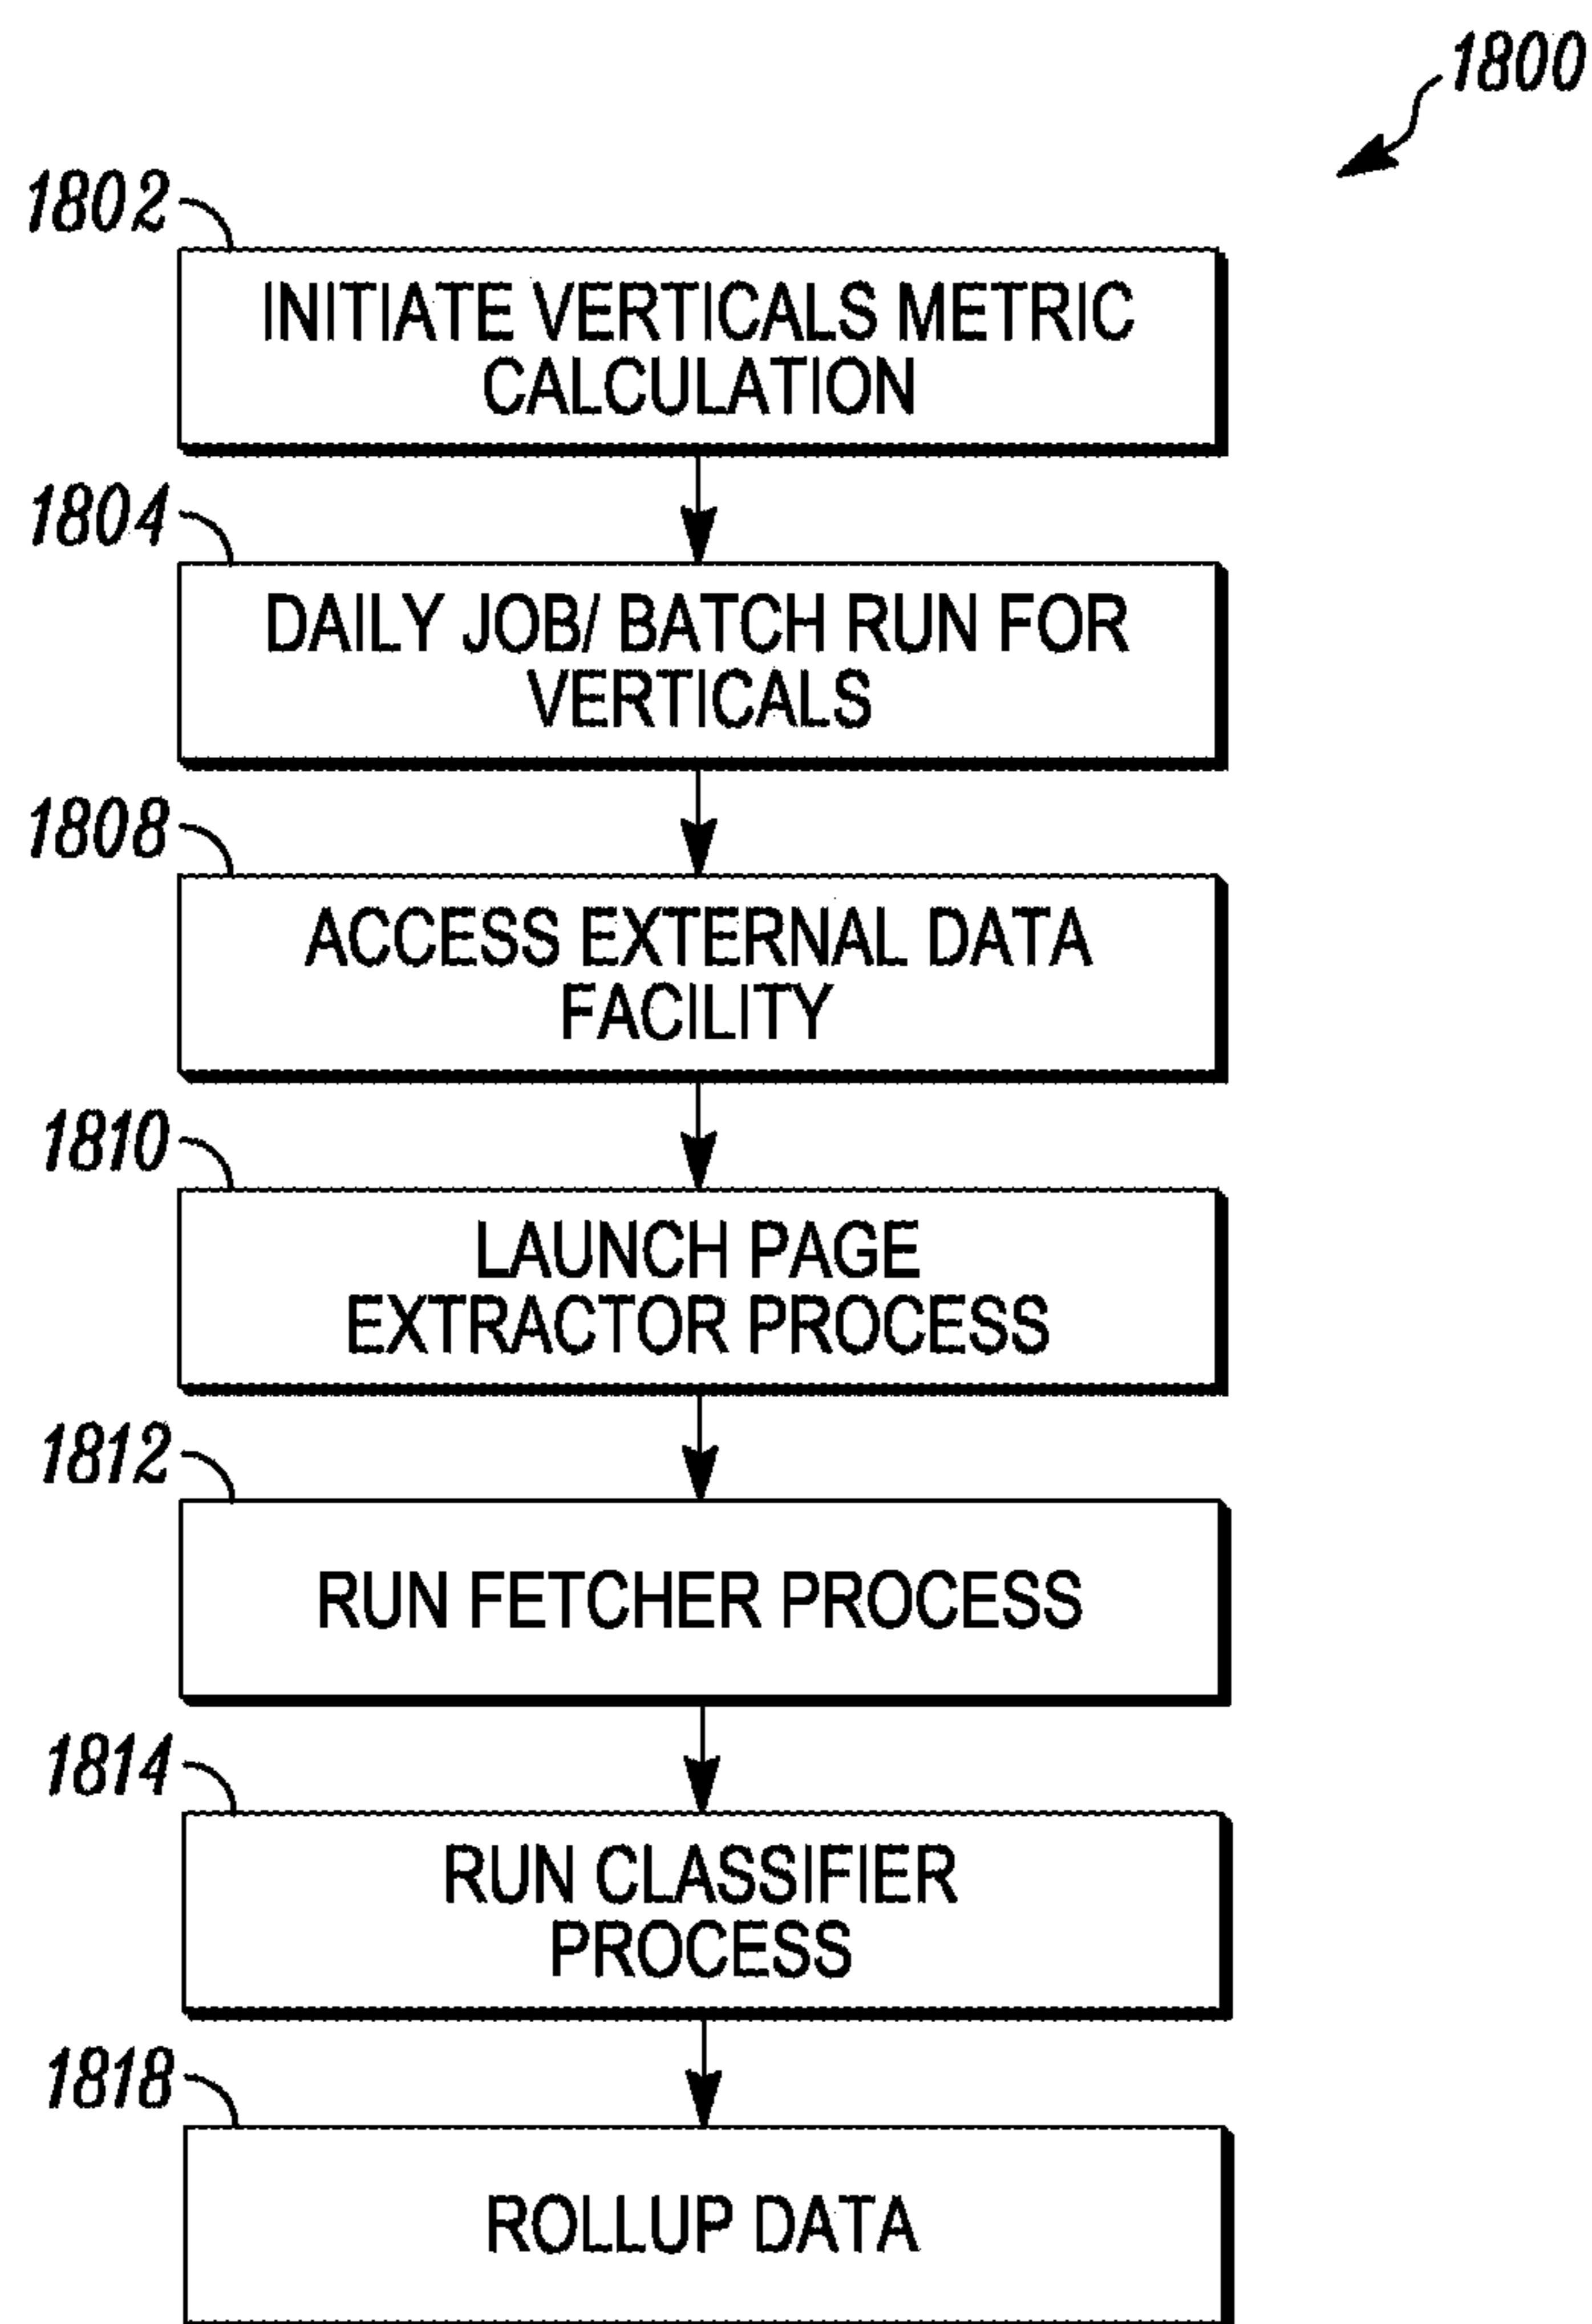 1800
1802
INITIATE VERTICALS METRIC
CALCULATION
1804
DAILY JOB/ BATCH RUN FOR
VERTICALS
1808
ACCESS EXTERNAL DATA
FACILITY
1810
LAUNCH PAGE
EXTRACTOR PROCESS
1812
RUN FETCHER PROCESS
1814
RUN CLASSIFIER
PROCESS
1818
ROLLUP DATA